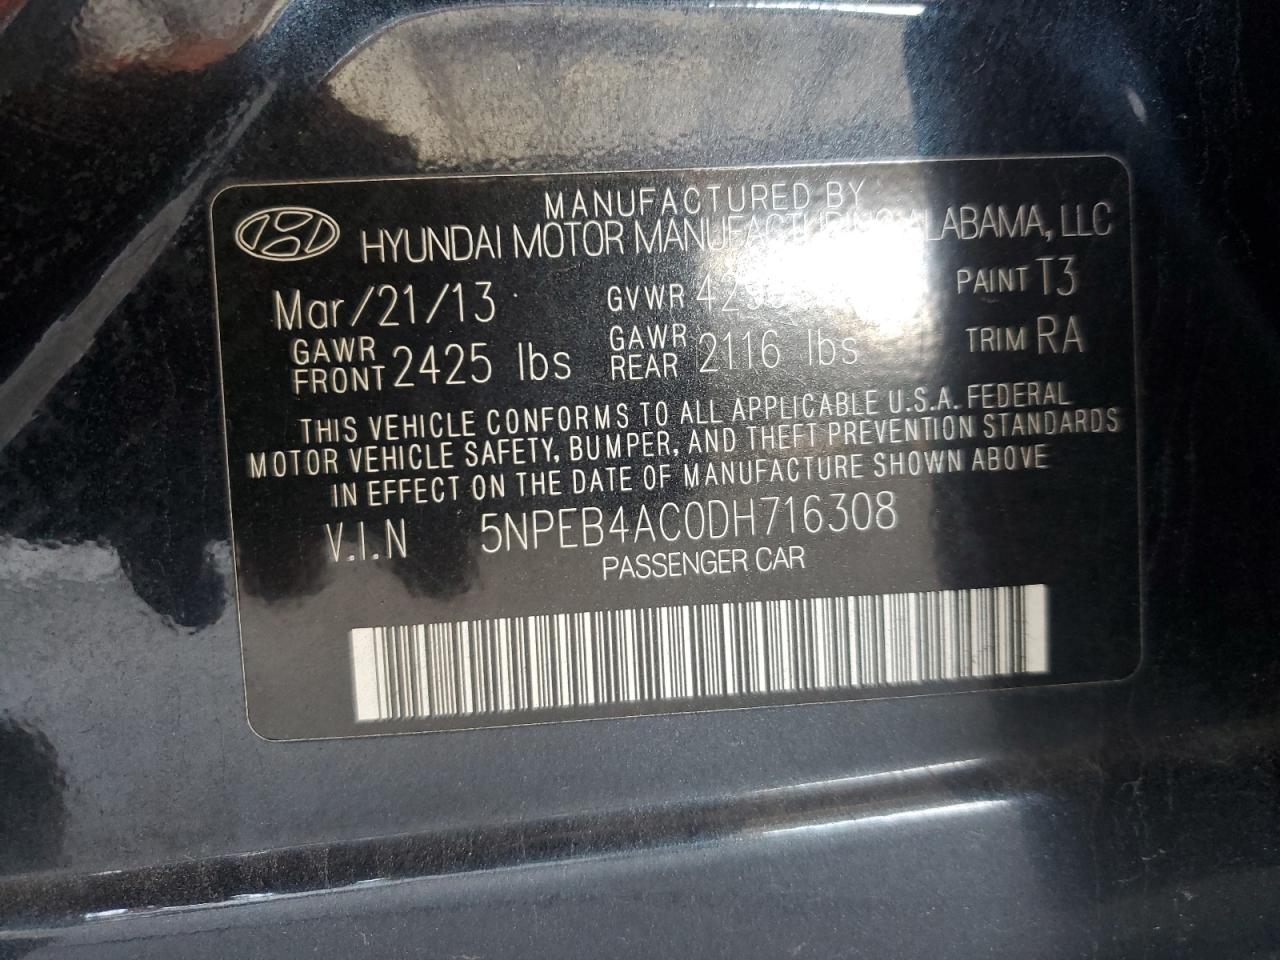 MANUFACTURED BY
HYUNDAI MOTOR MANUFACTURING ALABAMA, LLC
Mar/21/13 GVWR PAINT T3
GAWR FRONT 2425 lbs GAWR REAR 2116 lbs TRIM RA
THIS VEHICLE CONFORMS TO ALL APPLICABLE U.S.A. FEDERAL
MOTOR VEHICLE SAFETY, BUMPER, AND THEFT PREVENTION STANDARDS
IN EFFECT ON THE DATE OF MANUFACTURE SHOWN ABOVE
V.I.N 5NPEB4AC0DH716308
PASSENGER CAR